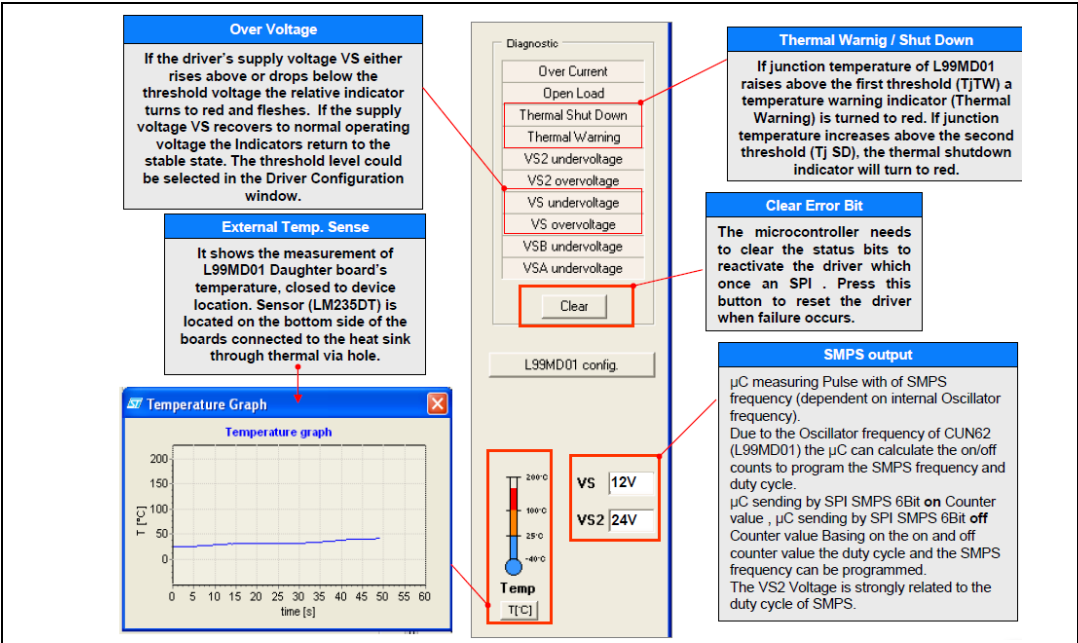 Over Voltage
If the driver's supply voltage VS either
rises above or drops below the
threshold voltage the relative indicator
turns to red and fleshes. If the supply
voltage VS recovers to normal operating
voltage the Indicators return to the
stable state. The threshold level could
be selected in the Driver Configuration
window.
External Temp. Sense
It shows the measurement of
L99MD01 Daughter board's
temperature, closed to device
location. Sensor (LM235DT) is
located on the bottom side of the
boards connected to the heat sink
through thermal via hole.
Temperature Graph
Temperature graph
200
150
100
50
0
T [°C]
0 5 10 15 20 25 30 35 40 45 50 55 60
time [s]
Diagnostic
Over Current
Open Load
Thermal Shut Down
Thermal Warning
VS2 undervoltage
VS2 overvoltage
VS undervoltage
VS overvoltage
VSB undervoltage
VSA undervoltage
Clear
L99MD01 config.
200°C
100°C
25°C
-40°C
Temp
T[°C]
VS 12V
VS2 24V
Thermal Warnig / Shut Down
If junction temperature of L99MD01
raises above the first threshold (TjTW) a
temperature warning indicator (Thermal
Warning) is turned to red. If junction
temperature increases above the second
threshold (Tj SD), the thermal shutdown
indicator will turn to red.
Clear Error Bit
The microcontroller needs
to clear the status bits to
reactivate the driver which
once an SPI . Press this
button to reset the driver
when failure occurs.
SMPS output
µC measuring Pulse with of SMPS
frequency (dependent on internal Oscillator
frequency).
Due to the Oscillator frequency of CUN62
(L99MD01) the µC can calculate the on/off
counts to program the SMPS frequency and
duty cycle.
µC sending by SPI SMPS 6Bit on Counter
value , µC sending by SPI SMPS 6Bit off
Counter value Basing on the on and off
counter value the duty cycle and the SMPS
frequency can be programmed.
The VS2 Voltage is strongly related to the
duty cycle of SMPS.